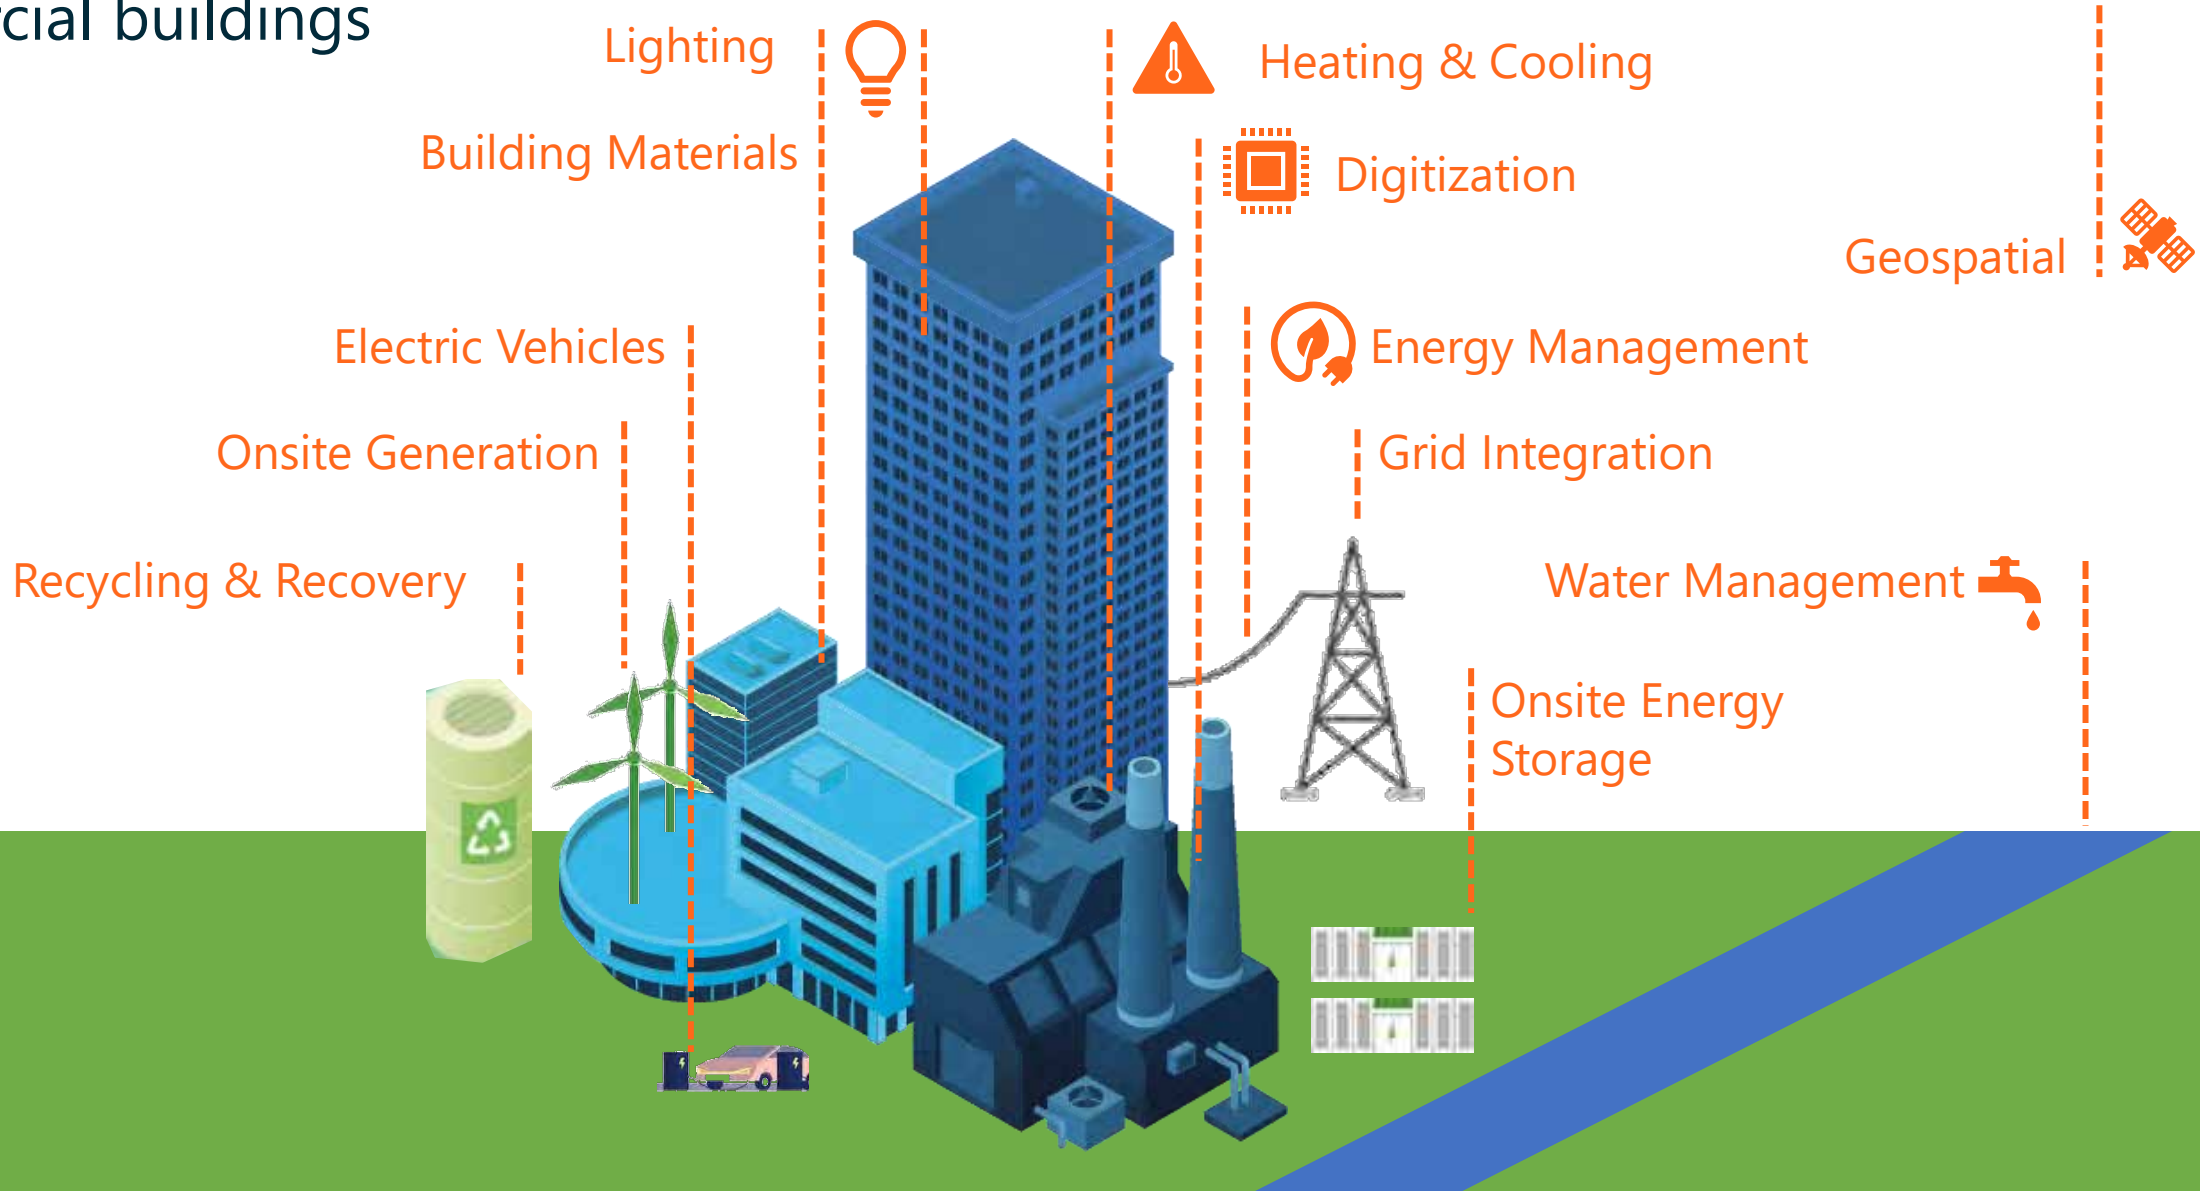 buildings
Lighting
Heating & Cooling
Building Materials
Digitization
Geospatial
Electric Vehicles
Energy Management
Onsite Generation
Grid Integration
Recycling & Recovery
Water Management
Onsite Energy
Storage